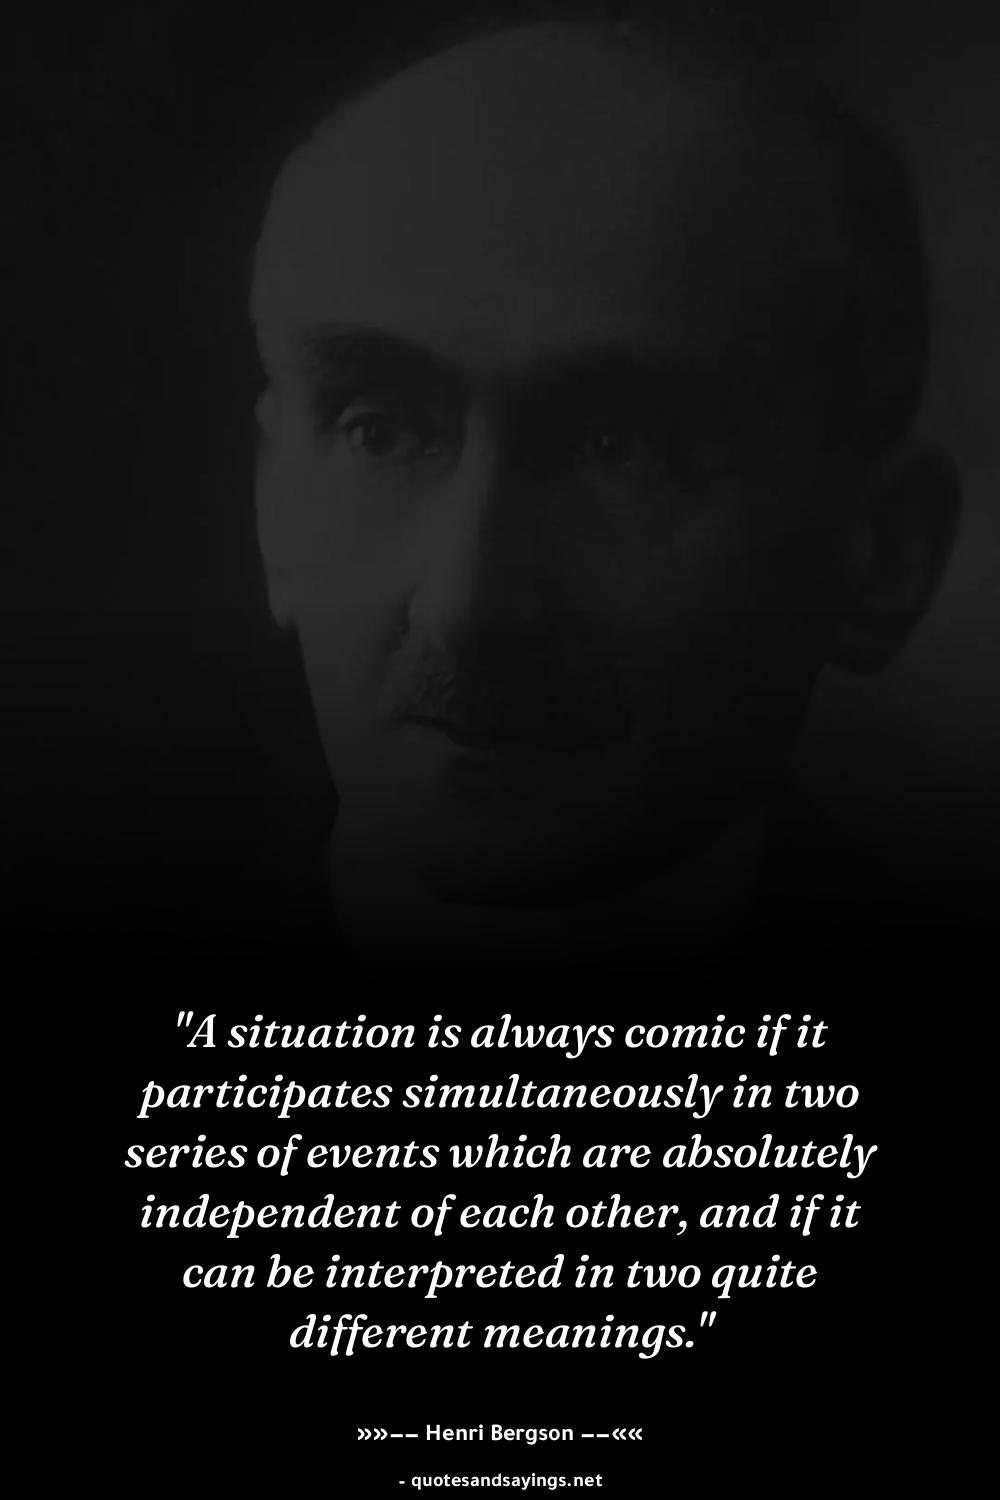 "A situation is always comic if it
participates simultaneously in two
series of events which are absolutely
independent of each other, and if it
can be interpreted in two quite
different meanings."
»»−− Henri Bergson −−««
- quotesandsayings.net